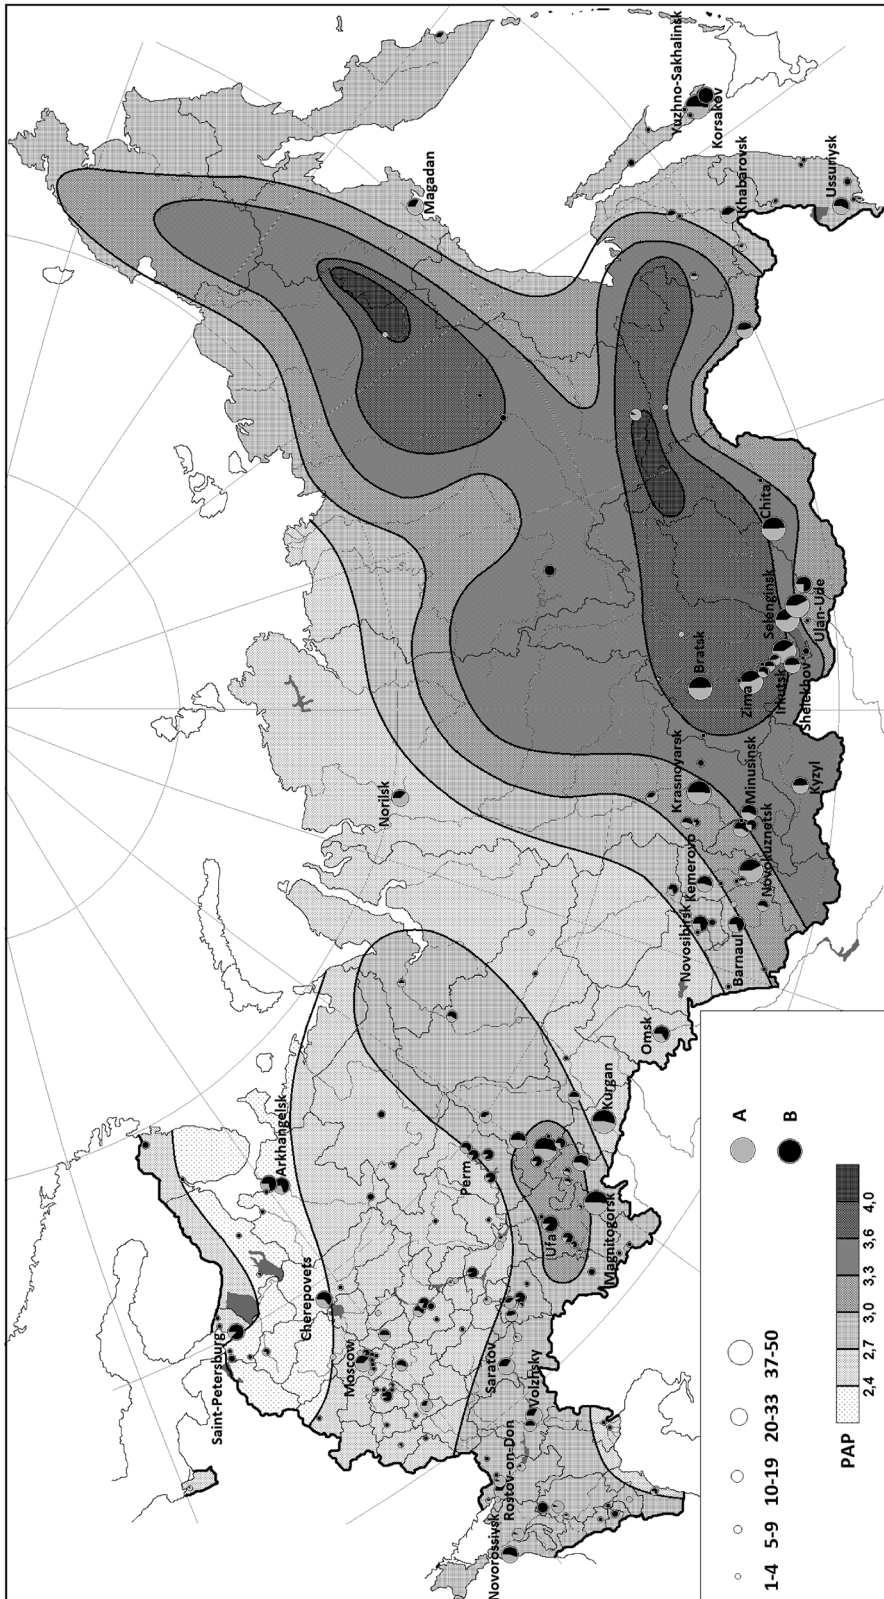 Novorossiysk
Rostov-on-Don
Volzhsky
Saratov
Moscow
Saint-Petersburg
Cherepovets
Arkhangelsk
Perm
Ufa
Magnitogorsk
Kurgan
Omsk
Norilsk
Novosibirsk
Barnaul
Kemerovo
Novokuznetsk
Krasnoyarsk
Minusinsk
Kyzyl
Bratsk
Zima
Irkutsk
Shelekhov
Selenginsk
Ulan-Ude
Chita
Magadan
Khabarovsk
Ussuriysk
Yuzhno-Sakhalinsk
Korsakov
1-4 5-9 10-19 20-33 37-50
A
B
PAP
2,4 2,7 3,0 3,3 3,6 4,0